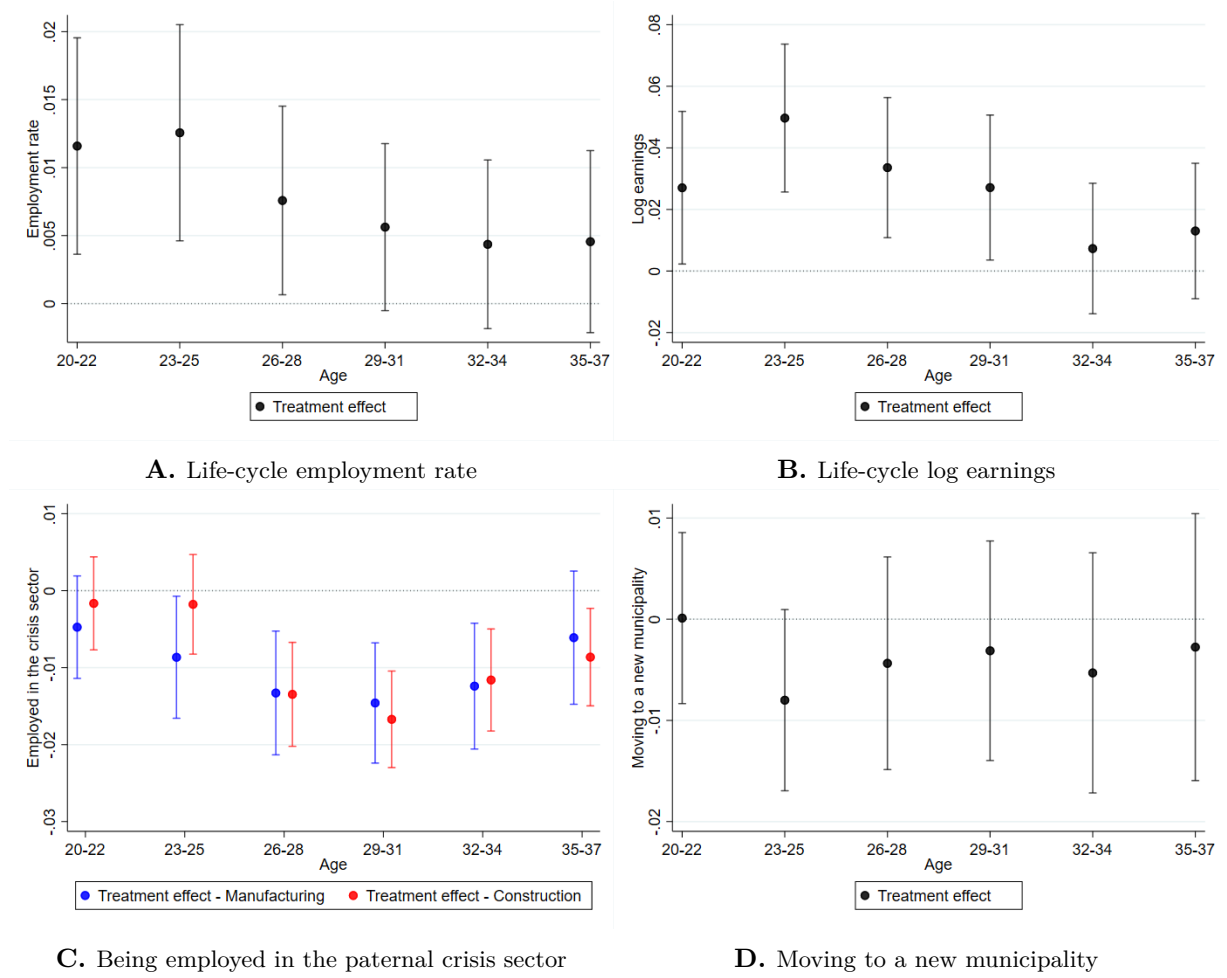 .02
.015
.01
.005
0
Employment rate
20-22 23-25 26-28 29-31 32-34 35-37
Age
Treatment effect
A. Life-cycle employment rate
.08
.06
.04
.02
0
-.02
Log earnings
20-22 23-25 26-28 29-31 32-34 35-37
Age
Treatment effect
B. Life-cycle log earnings
.01
0
-.01
-.02
-.03
Employed in the crisis sector
20-22 23-25 26-28 29-31 32-34 35-37
Age
Treatment effect - Manufacturing Treatment effect - Construction
C. Being employed in the paternal crisis sector
.01
0
-.01
-.02
Moving to a new municipality
20-22 23-25 26-28 29-31 32-34 35-37
Age
Treatment effect
D. Moving to a new municipality